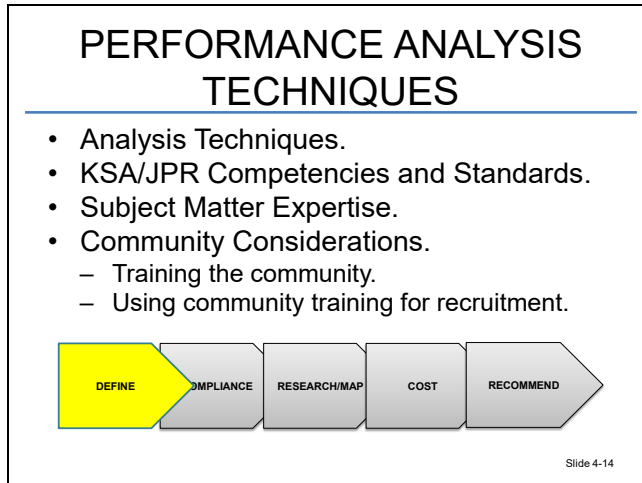 PERFORMANCE ANALYSIS
TECHNIQUES
• Analysis Techniques.
• KSA/JPR Competencies and Standards.
• Subject Matter Expertise.
• Community Considerations.
– Training the community.
– Using community training for recruitment.
DEFINE OMPLIANCE RESEARCH/MAP COST RECOMMEND
Slide 4-14